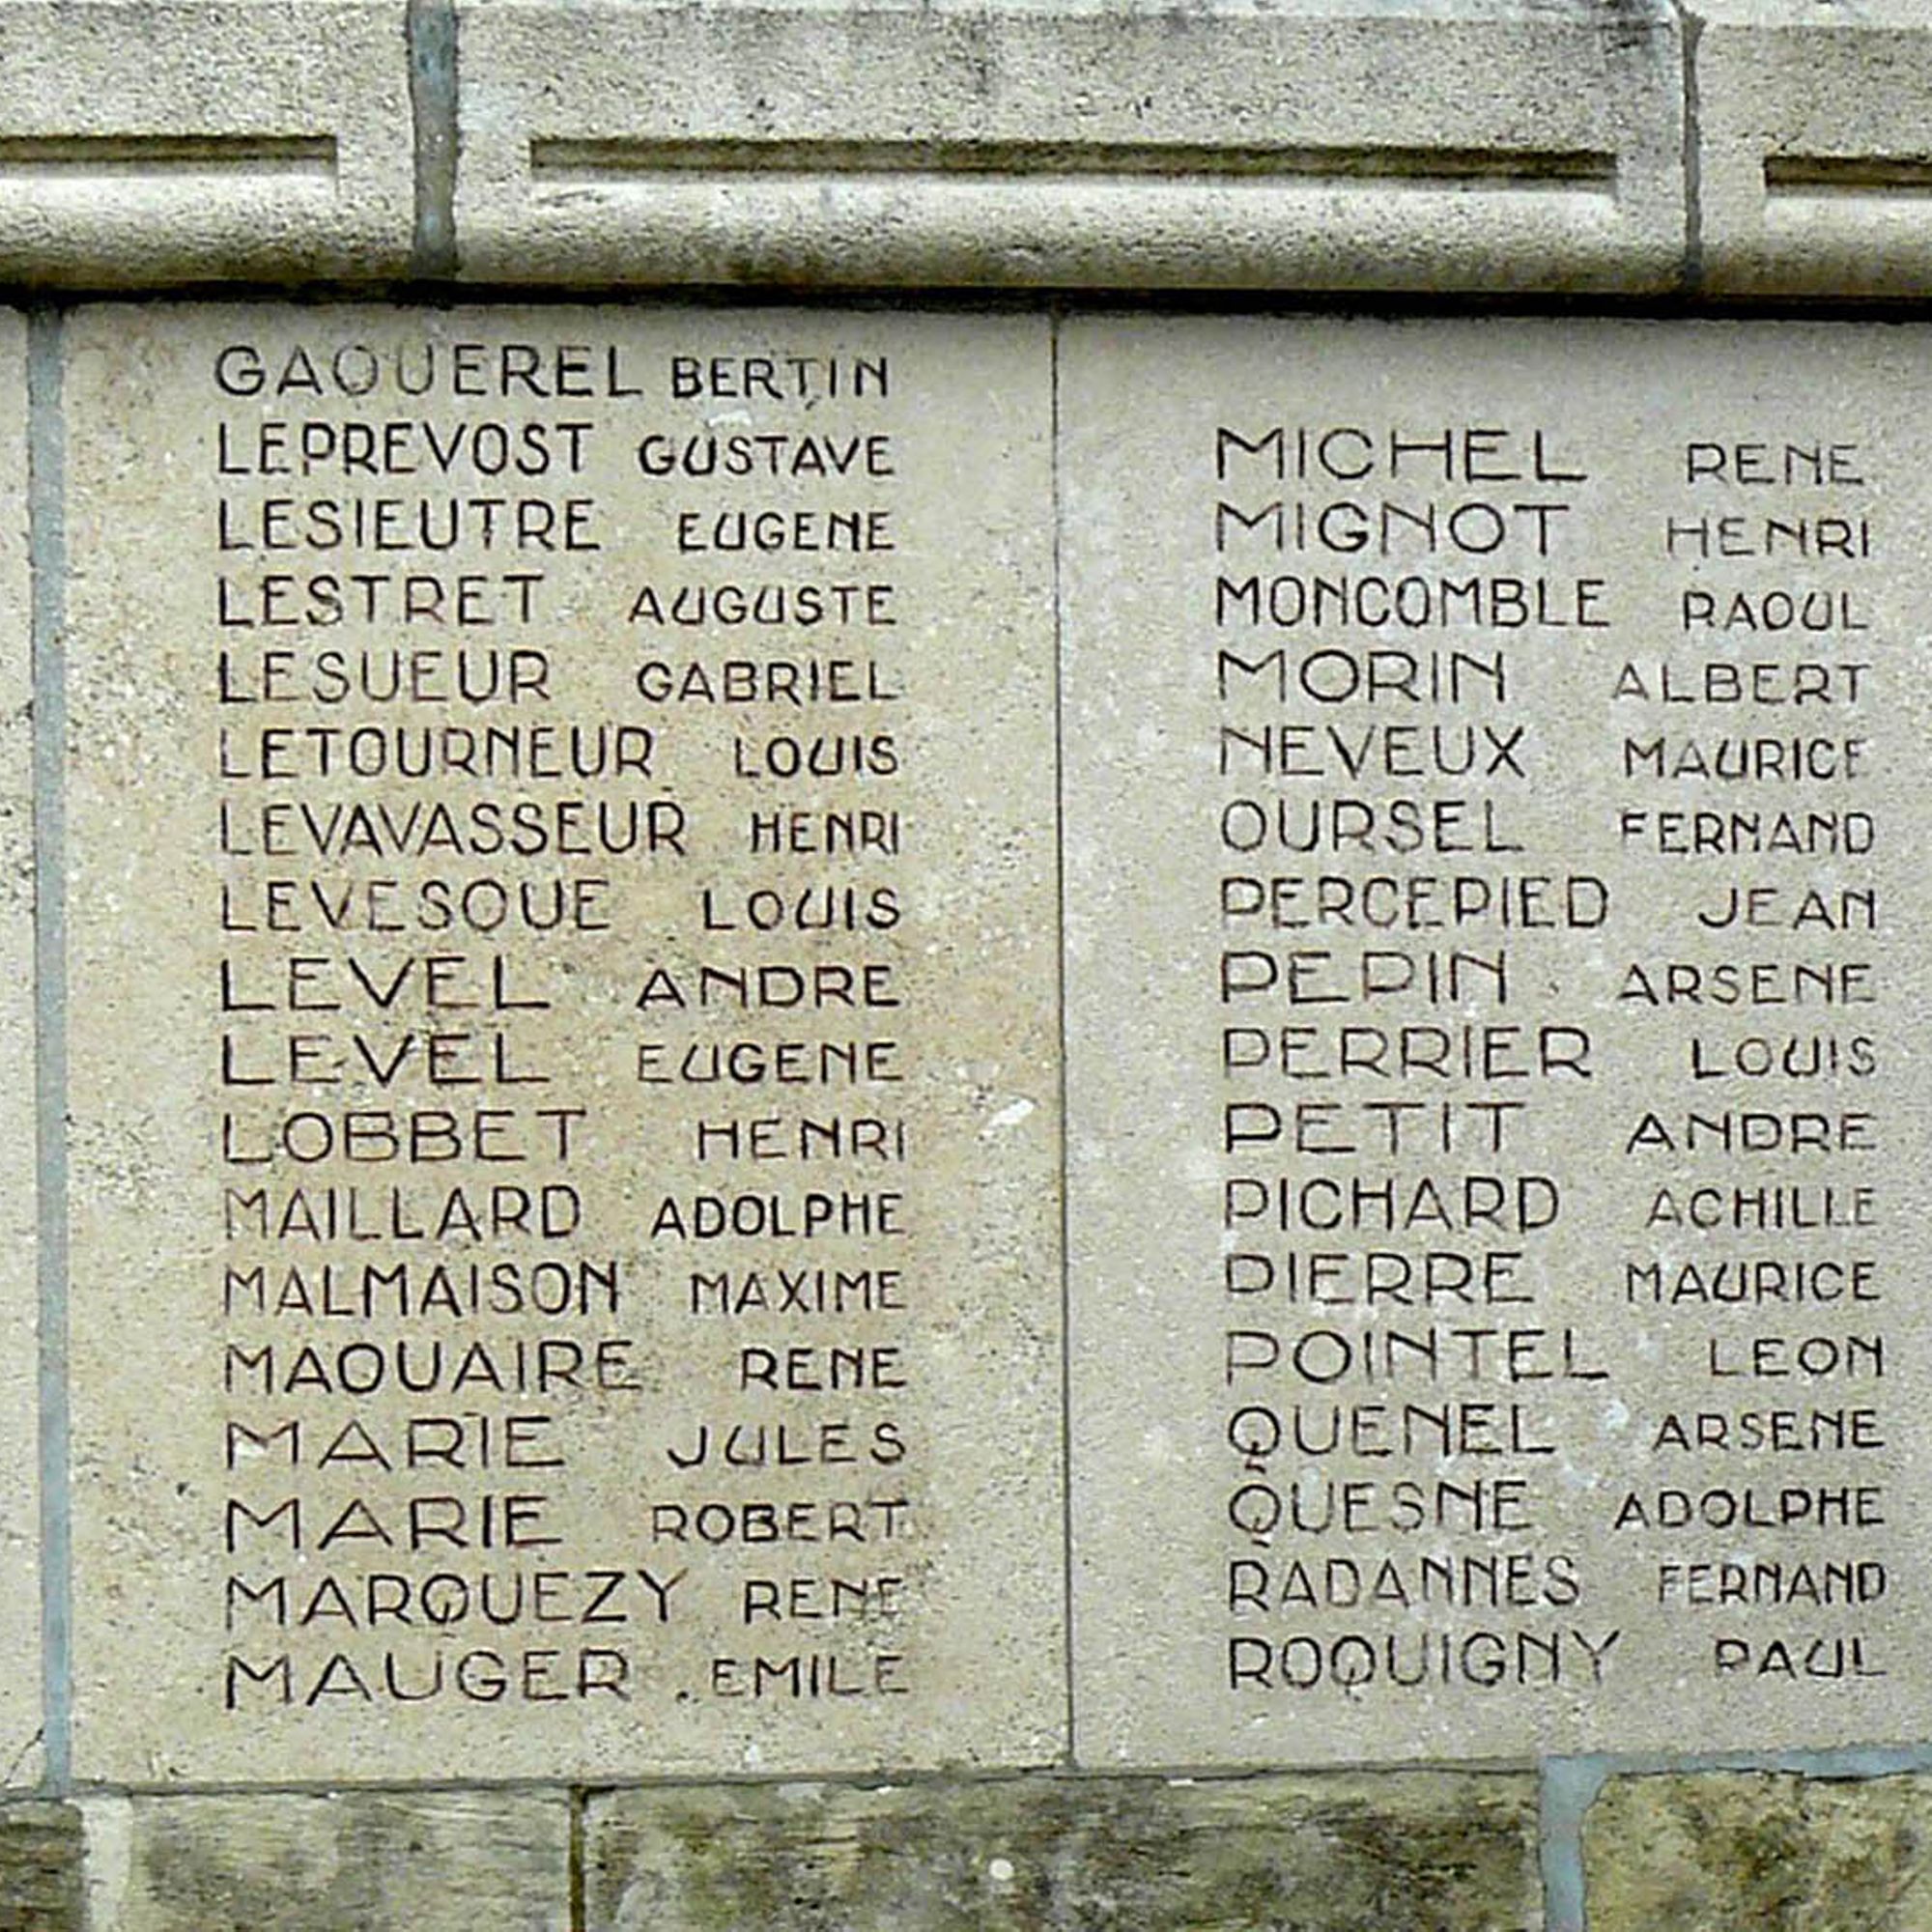 GAQUEREL BERTIN
LEPREVOST GUSTAVE
LESIEUTRE EUGENE
LESTRET AUGUSTE
LESUEUR GABRIEL
LETOURNEUR LOUIS
LEVAVASSEUR HENRI
LEVESQUE LOUIS
LEVEL ANDRE
LEVEL EUGENE
LOBBET HENRI
MAILLARD ADOLPHE
MALMAISON MAXIME
MAQUAIRE RENE
MARIE JULES
MARIE ROBERT
MARQUEZY RENE
MAUGER EMILE
MICHEL RENE
MIGNOT HENRI
MONCOMBLE RAOUL
MORIN ALBERT
NEVEUX MAURICE
OURSEL FERNAND
PERCEPIED JEAN
PEPIN ARSENE
PERRIER LOUIS
PETIT ANDRE
PICHARD ACHILLE
PIERRE MAURICE
POINTEL LEON
QUENEL ARSENE
QUESNE ADOLPHE
RADANNES FERNAND
ROQUIGNY PAUL